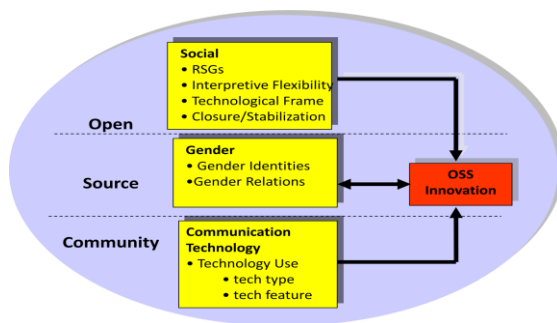 Social
• RSGs
• Interpretive Flexibility
• Technological Frame
• Closure/Stabilization
Open
Gender
• Gender Identities
•Gender Relations
Source
OSS
Innovation
Community
Communication
Technology
• Technology Use
• tech type
• tech feature